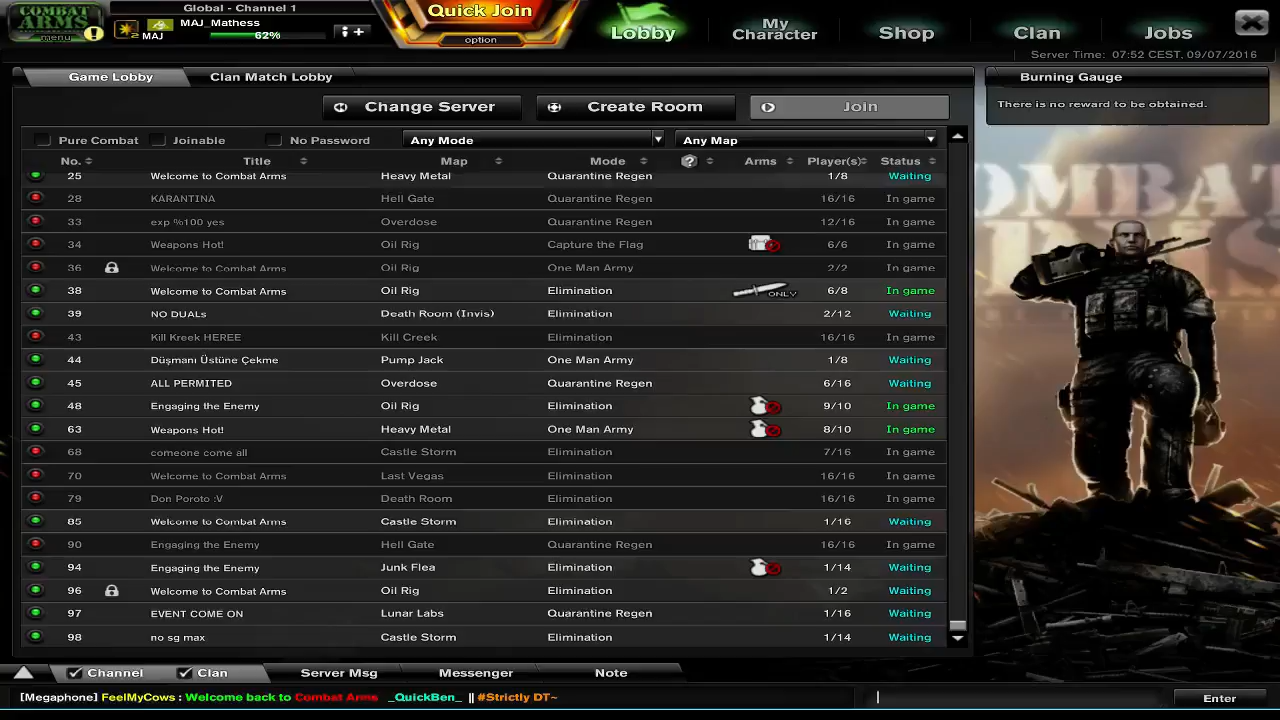 COMBAT ARMS
menu
Global - Channel 1
2 MAJ MAJ_Mathess
62%
Quick Join
option
Lobby
My Character
Shop
Clan
Jobs
Server Time: 07:52 CEST, 09/07/2016
Game Lobby Clan Match Lobby
Change Server Create Room Join
Burning Gauge
There is no reward to be obtained.
Pure Combat Joinable No Password Any Mode Any Map
No. Title Map Mode ? Arms Player(s) Status
25 Welcome to Combat Arms Heavy Metal Quarantine Regen 1/8 Waiting
28 KARANTINA Hell Gate Quarantine Regen 16/16 In game
33 exp %100 yes Overdose Quarantine Regen 12/16 In game
34 Weapons Hot! Oil Rig Capture the Flag 6/6 In game
36 Welcome to Combat Arms Oil Rig One Man Army 2/2 In game
38 Welcome to Combat Arms Oil Rig Elimination ONLY 6/8 In game
39 NO DUALs Death Room (Invis) Elimination 2/12 Waiting
43 Kill Kreek HEREE Kill Creek Elimination 16/16 In game
44 Düşmanı Üstüne Çekme Pump Jack One Man Army 1/8 Waiting
45 ALL PERMITED Overdose Quarantine Regen 6/16 Waiting
48 Engaging the Enemy Oil Rig Elimination 9/10 In game
63 Weapons Hot! Heavy Metal One Man Army 8/10 In game
68 someone come all Castle Storm Elimination 7/16 In game
70 Welcome to Combat Arms Last Vegas Elimination 16/16 In game
79 Don Poroto :V Death Room Elimination 16/16 In game
85 Welcome to Combat Arms Castle Storm Elimination 1/16 Waiting
90 Engaging the Enemy Hell Gate Quarantine Regen 16/16 In game
94 Engaging the Enemy Junk Flea Elimination 1/14 Waiting
96 Welcome to Combat Arms Oil Rig Elimination 1/2 Waiting
97 EVENT COME ON Lunar Labs Quarantine Regen 1/16 Waiting
98 no sg max Castle Storm Elimination 1/14 Waiting
Channel Clan Server Msg Messenger Note
[Megaphone] FeelMyCows : Welcome back to Combat Arms _QuickBen_ || #Strictly DT~
Enter